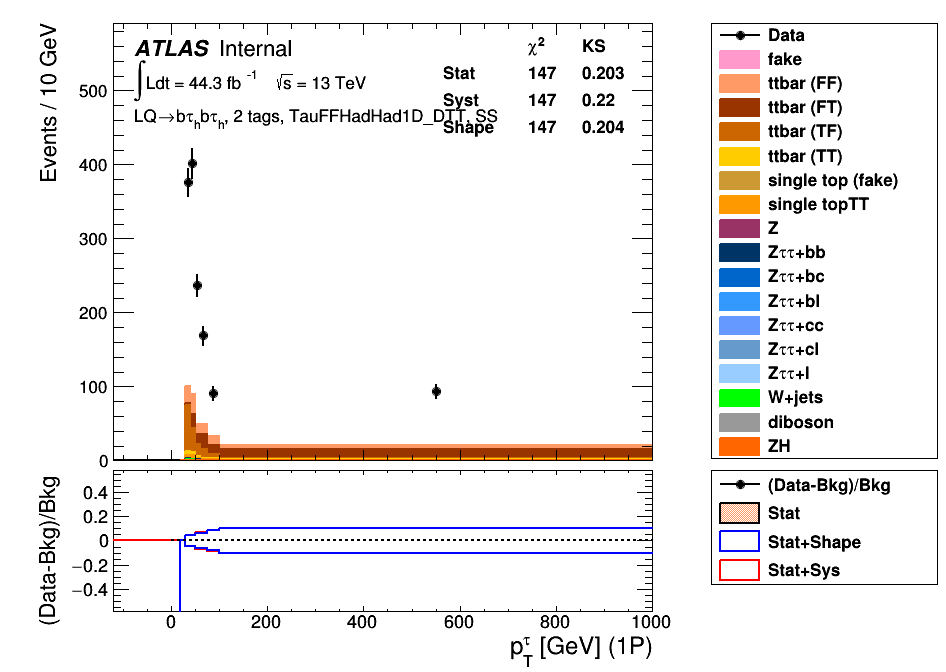 Events / 10 GeV
ATLAS Internal
∫Ldt = 44.3 fb⁻¹ √s = 13 TeV
LQ→bτₕbτₕ, 2 tags, TauFFHadHad1D_DTT, SS
χ² KS
Stat 147 0.203
Syst 147 0.22
Shape 147 0.204
500
400
300
200
100
0
Data
fake
ttbar (FF)
ttbar (FT)
ttbar (TF)
ttbar (TT)
single top (fake)
single topTT
Z
Zττ+bb
Zττ+bc
Zττ+bl
Zττ+cc
Zττ+cl
Zττ+l
W+jets
diboson
ZH
(Data-Bkg)/Bkg
0.4
0.2
0
−0.2
−0.4
0 200 400 600 800 1000
p_T^τ [GeV] (1P)
(Data-Bkg)/Bkg
Stat
Stat+Shape
Stat+Sys